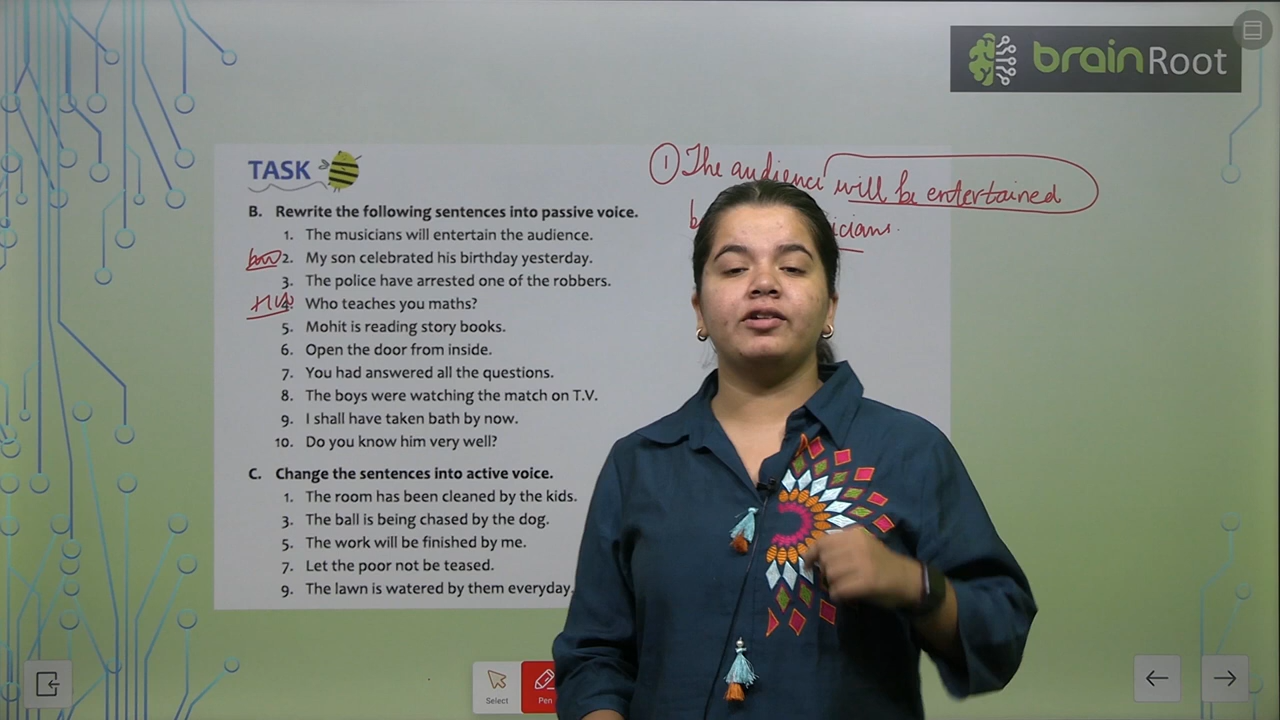 brainRoot
TASK
① The audience will be entertained
icians.
B. Rewrite the following sentences into passive voice.
1. The musicians will entertain the audience.
2. My son celebrated his birthday yesterday.
3. The police have arrested one of the robbers.
HW 4. Who teaches you maths?
5. Mohit is reading story books.
6. Open the door from inside.
7. You had answered all the questions.
8. The boys were watching the match on T.V.
9. I shall have taken bath by now.
10. Do you know him very well?
C. Change the sentences into active voice.
1. The room has been cleaned by the kids.
3. The ball is being chased by the dog.
5. The work will be finished by me.
7. Let the poor not be teased.
9. The lawn is watered by them everyday.
Select
Pen